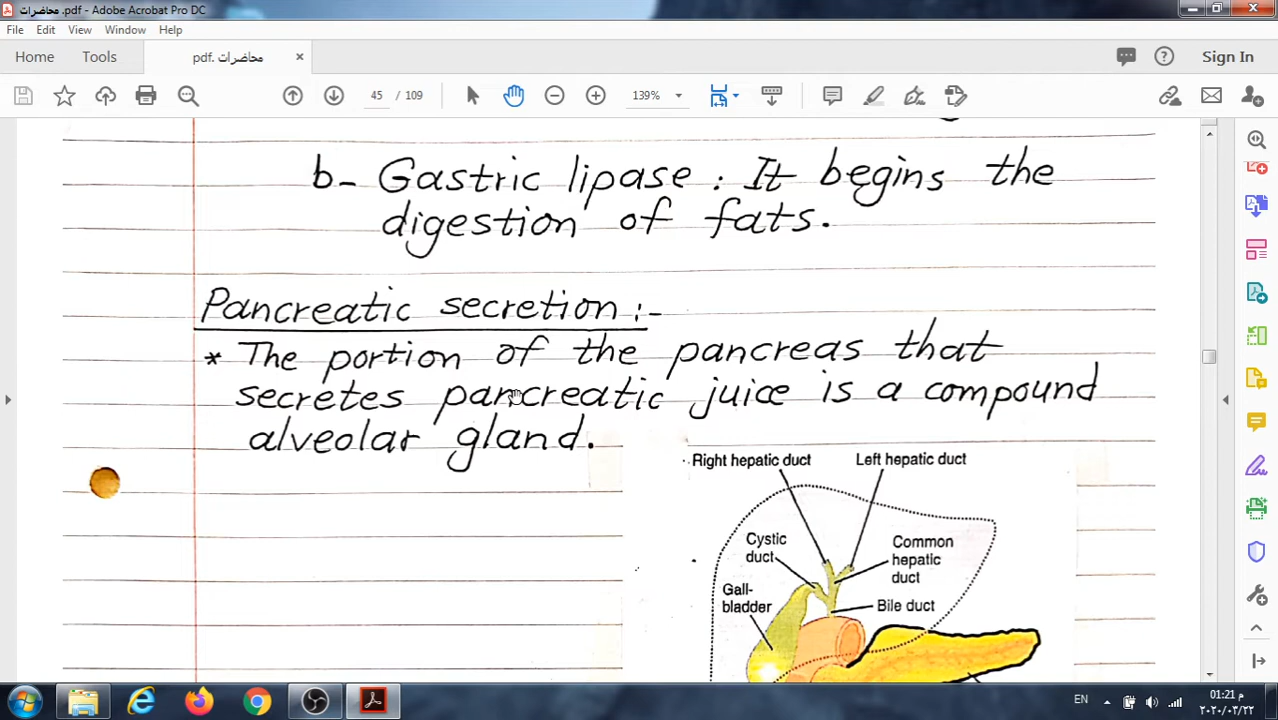 محاضرات .pdf - Adobe Acrobat Pro DC
File Edit View Window Help
Home Tools محاضرات .pdf × Sign In
45 / 109 139%
b- Gastric lipase : It begins the
digestion of fats.
Pancreatic secretion :-
* The portion of the pancreas that
secretes pancreatic juice is a compound
alveolar gland.
Right hepatic duct Left hepatic duct
Cystic
duct
Common
hepatic
duct
Gall-
bladder
Bile duct
EN
01:21 م
٢٠٢٠/٠٣/٢٢